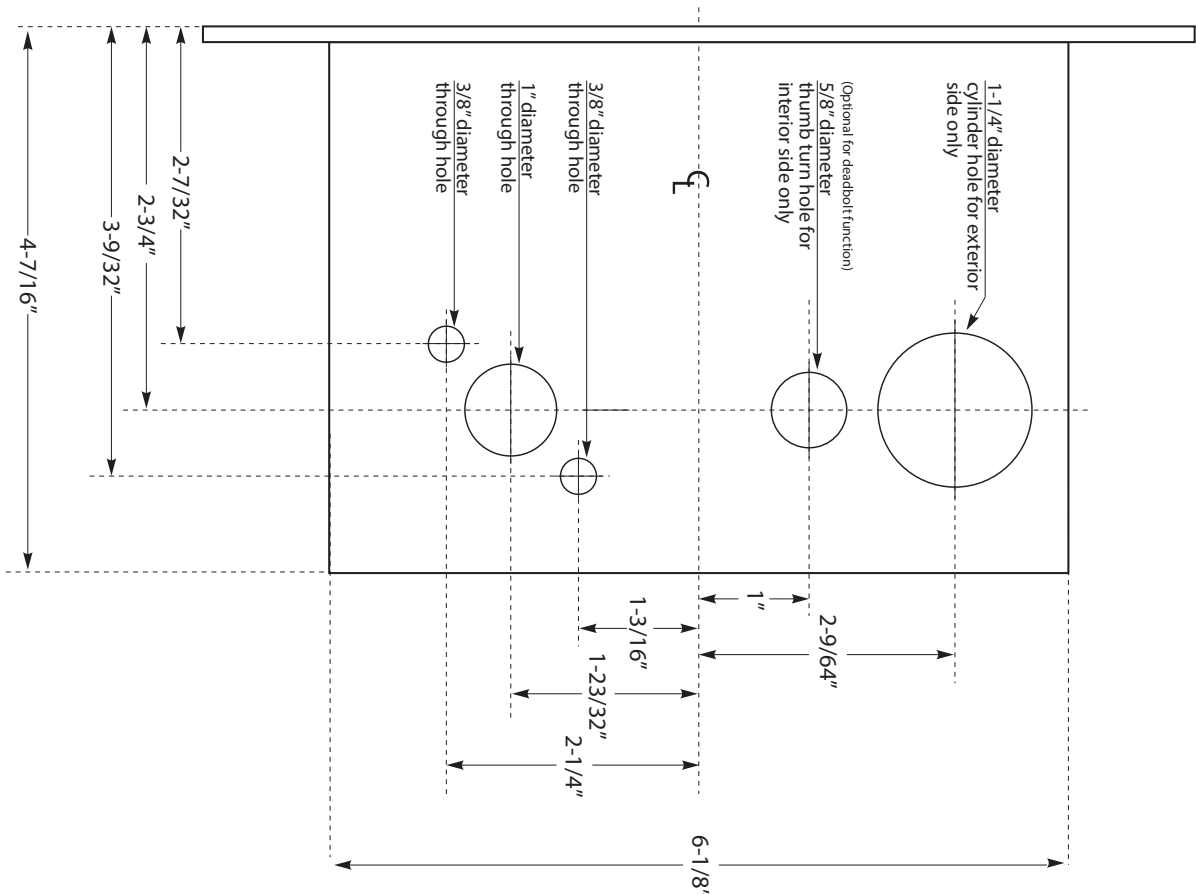 1-1/4" diameter
cylinder hole for exterior
side only
(Optional for deadbolt function)
5/8" diameter
thumb turn hole for
interior side only
CL
3/8" diameter
through hole
1" diameter
through hole
3/8" diameter
through hole
2-7/32"
2-3/4"
3-9/32"
4-7/16"
1"
2-9/64"
1-3/16"
1-23/32"
2-1/4"
6-1/8"